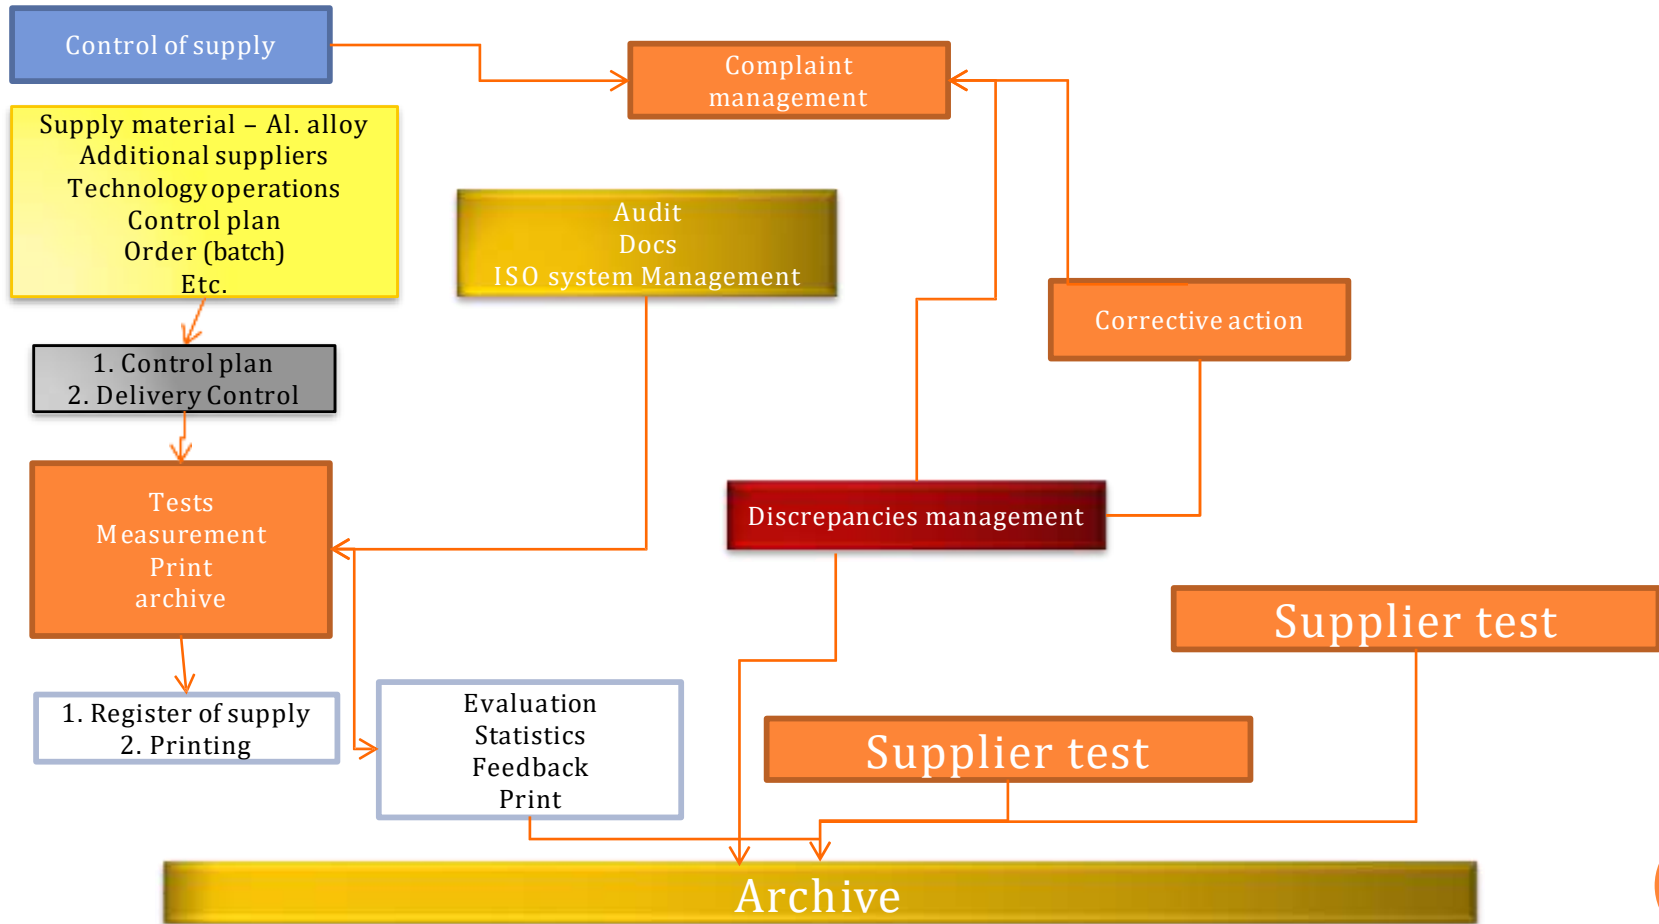 Control of supply
Complaint
management
Supply material – Al. alloy
Additional suppliers
Technology operations
Control plan
Order (batch)
Etc.
Audit
Docs
ISO system Management
Corrective action
1. Control plan
2. Delivery Control
Tests
Measurement
Print
archive
Discrepancies management
Supplier test
1. Register of supply
2. Printing
Evaluation
Statistics
Feedback
Print
Supplier test
Archive